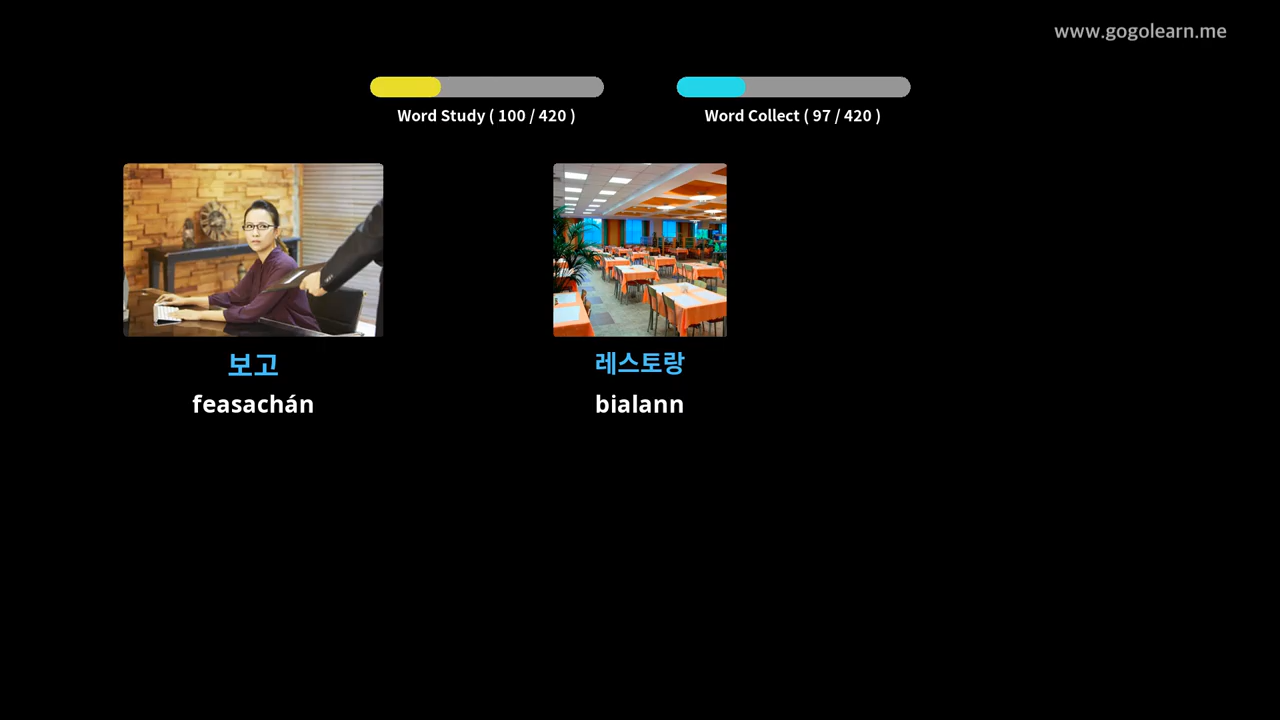 www.gogolearn.me
Word Study ( 100 / 420 )
Word Collect ( 97 / 420 )
보고
feasachán
레스토랑
bialann